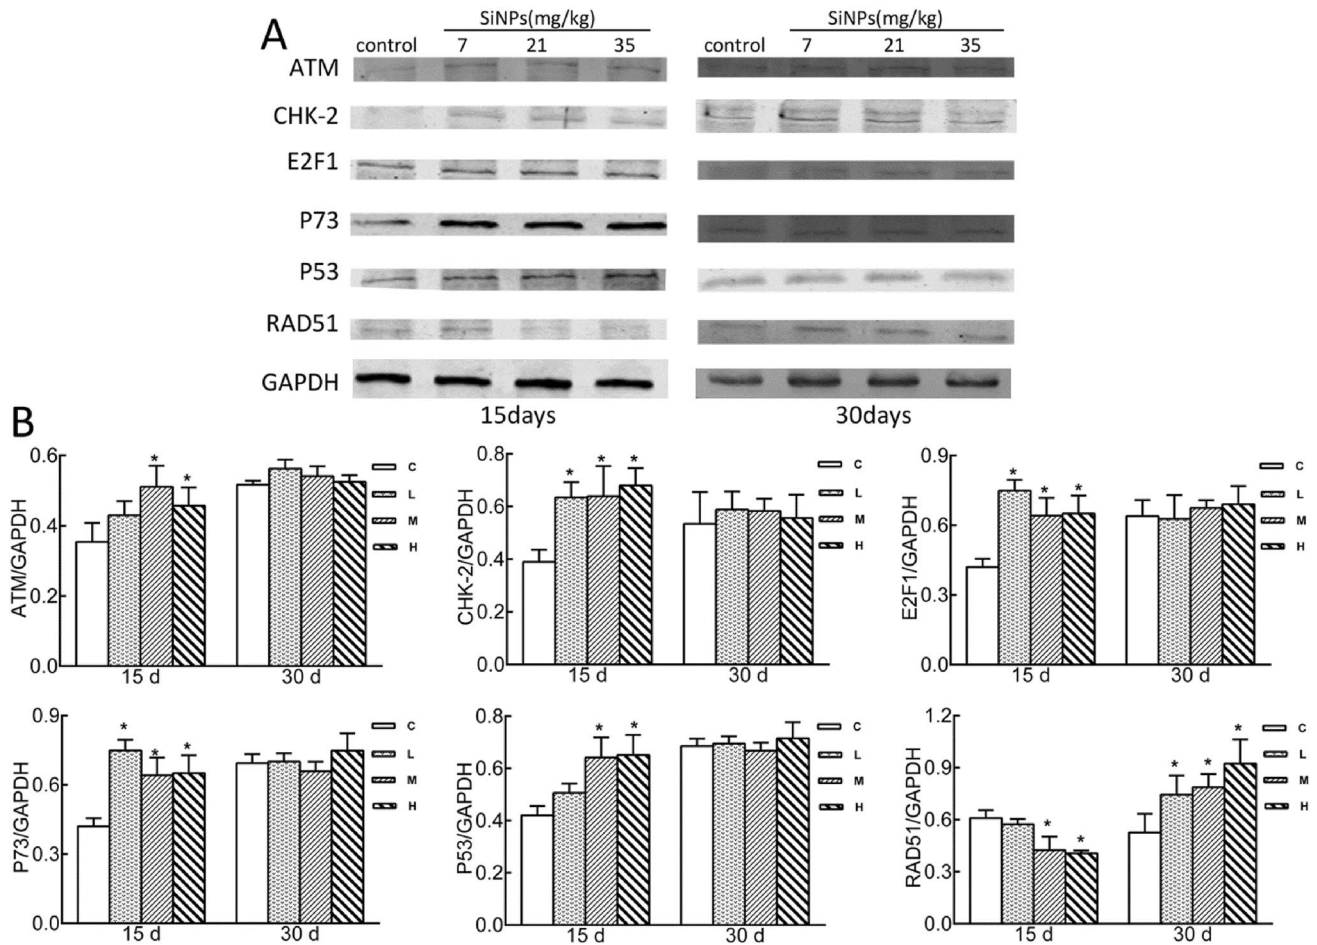 A
SiNPs(mg/kg)
SiNPs(mg/kg)
control 7 21 35
control 7 21 35
ATM
CHK-2
E2F1
P73
P53
RAD51
GAPDH
15days
30days
B
ATM/GAPDH
0.6
0.4
0.2
0.0
* *
15 d 30 d
C
L
M
H
CHK-2/GAPDH
0.8
0.6
0.4
0.2
0.0
* * *
15 d 30 d
C
L
M
H
E2F1/GAPDH
0.9
0.6
0.3
0.0
* * *
15 d 30 d
C
L
M
H
P73/GAPDH
0.9
0.6
0.3
0.0
* * *
15 d 30 d
C
L
M
H
P53/GAPDH
0.8
0.6
0.4
0.2
0.0
* *
15 d 30 d
C
L
M
H
RAD51/GAPDH
1.2
0.9
0.6
0.3
0.0
* * * * *
15 d 30 d
C
L
M
H